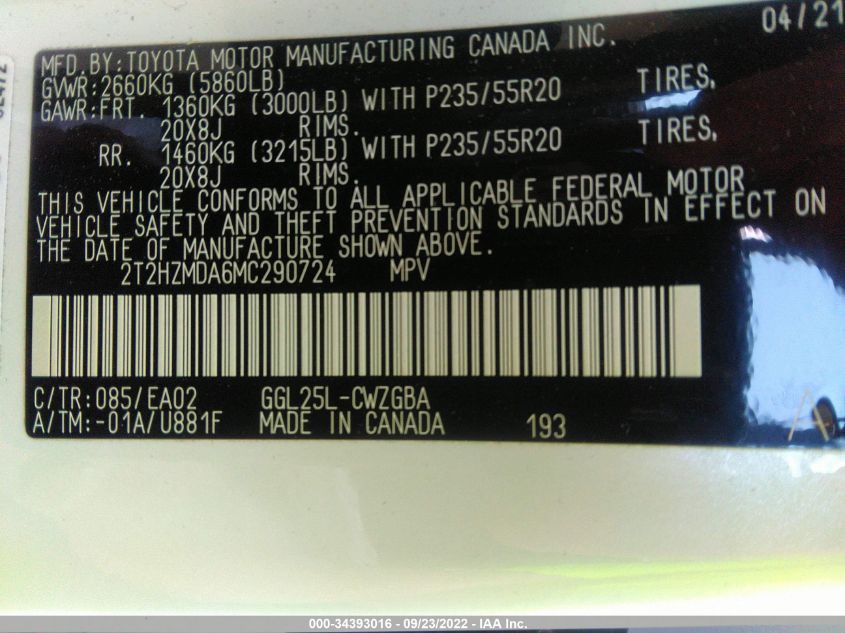 04/21
MFD.BY:TOYOTA MOTOR MANUFACTURING CANADA INC.
GVWR:2660KG (5860LB)
GAWR:FRT. 1360KG (3000LB) WITH P235/55R20 TIRES,
20X8J RIMS.
RR. 1460KG (3215LB) WITH P235/55R20 TIRES,
20X8J RIMS.
THIS VEHICLE CONFORMS TO ALL APPLICABLE FEDERAL MOTOR
VEHICLE SAFETY AND THEFT PREVENTION STANDARDS IN EFFECT ON
THE DATE OF MANUFACTURE SHOWN ABOVE.
2T2HZMDA6MC290724 MPV
C/TR:085/EA02 GGL25L-CWZGBA
A/TM:-01A/U881F MADE IN CANADA 193
000-34393016 - 09/23/2022 - IAA Inc.